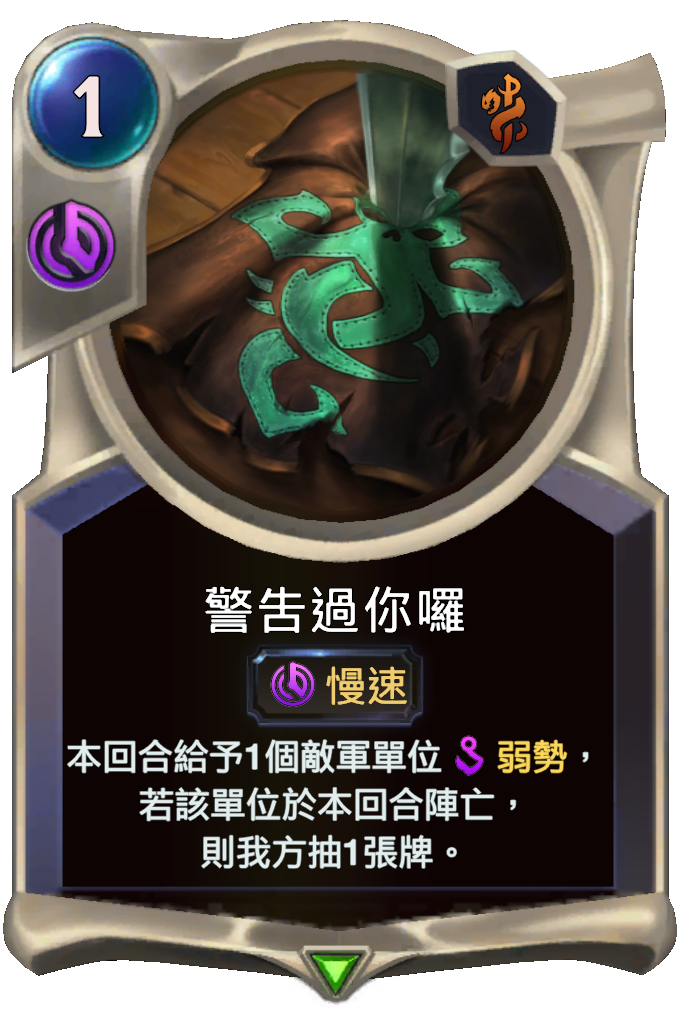 1
警告過你囉
慢速
本回合給予1個敵軍單位 弱勢，
若該單位於本回合陣亡，
則我方抽1張牌。